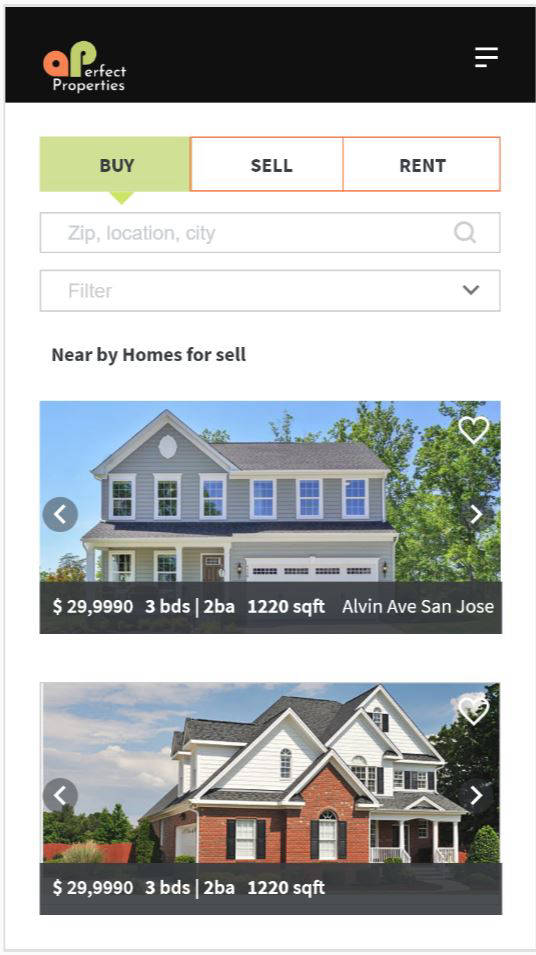 aPerfect
Properties
BUY SELL RENT
Zip, location, city
Filter
Near by Homes for sell
$ 29,9990 3 bds | 2ba 1220 sqft Alvin Ave San Jose
$ 29,9990 3 bds | 2ba 1220 sqft